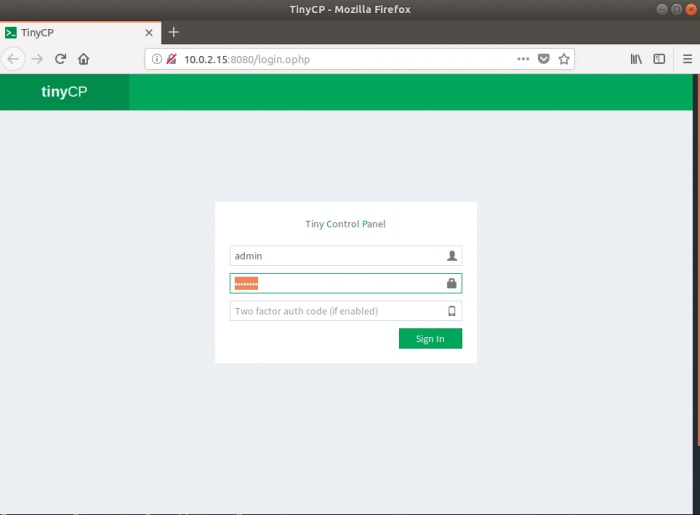 TinyCP - Mozilla Firefox
TinyCP
10.0.2.15:8080/login.ophp
tinyCP
Tiny Control Panel
admin
••••••••
Two factor auth code (if enabled)
Sign In